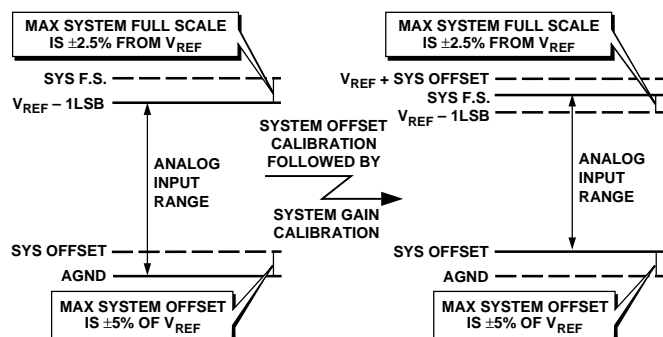 MAX SYSTEM FULL SCALE
IS ±2.5% FROM VREF
SYS F.S.
VREF – 1LSB
ANALOG
INPUT
RANGE
SYS OFFSET
AGND
MAX SYSTEM OFFSET
IS ±5% OF VREF
SYSTEM OFFSET
CALIBRATION
FOLLOWED BY
SYSTEM GAIN
CALIBRATION
MAX SYSTEM FULL SCALE
IS ±2.5% FROM VREF
VREF + SYS OFFSET
SYS F.S.
VREF – 1LSB
ANALOG
INPUT
RANGE
SYS OFFSET
AGND
MAX SYSTEM OFFSET
IS ±5% OF VREF